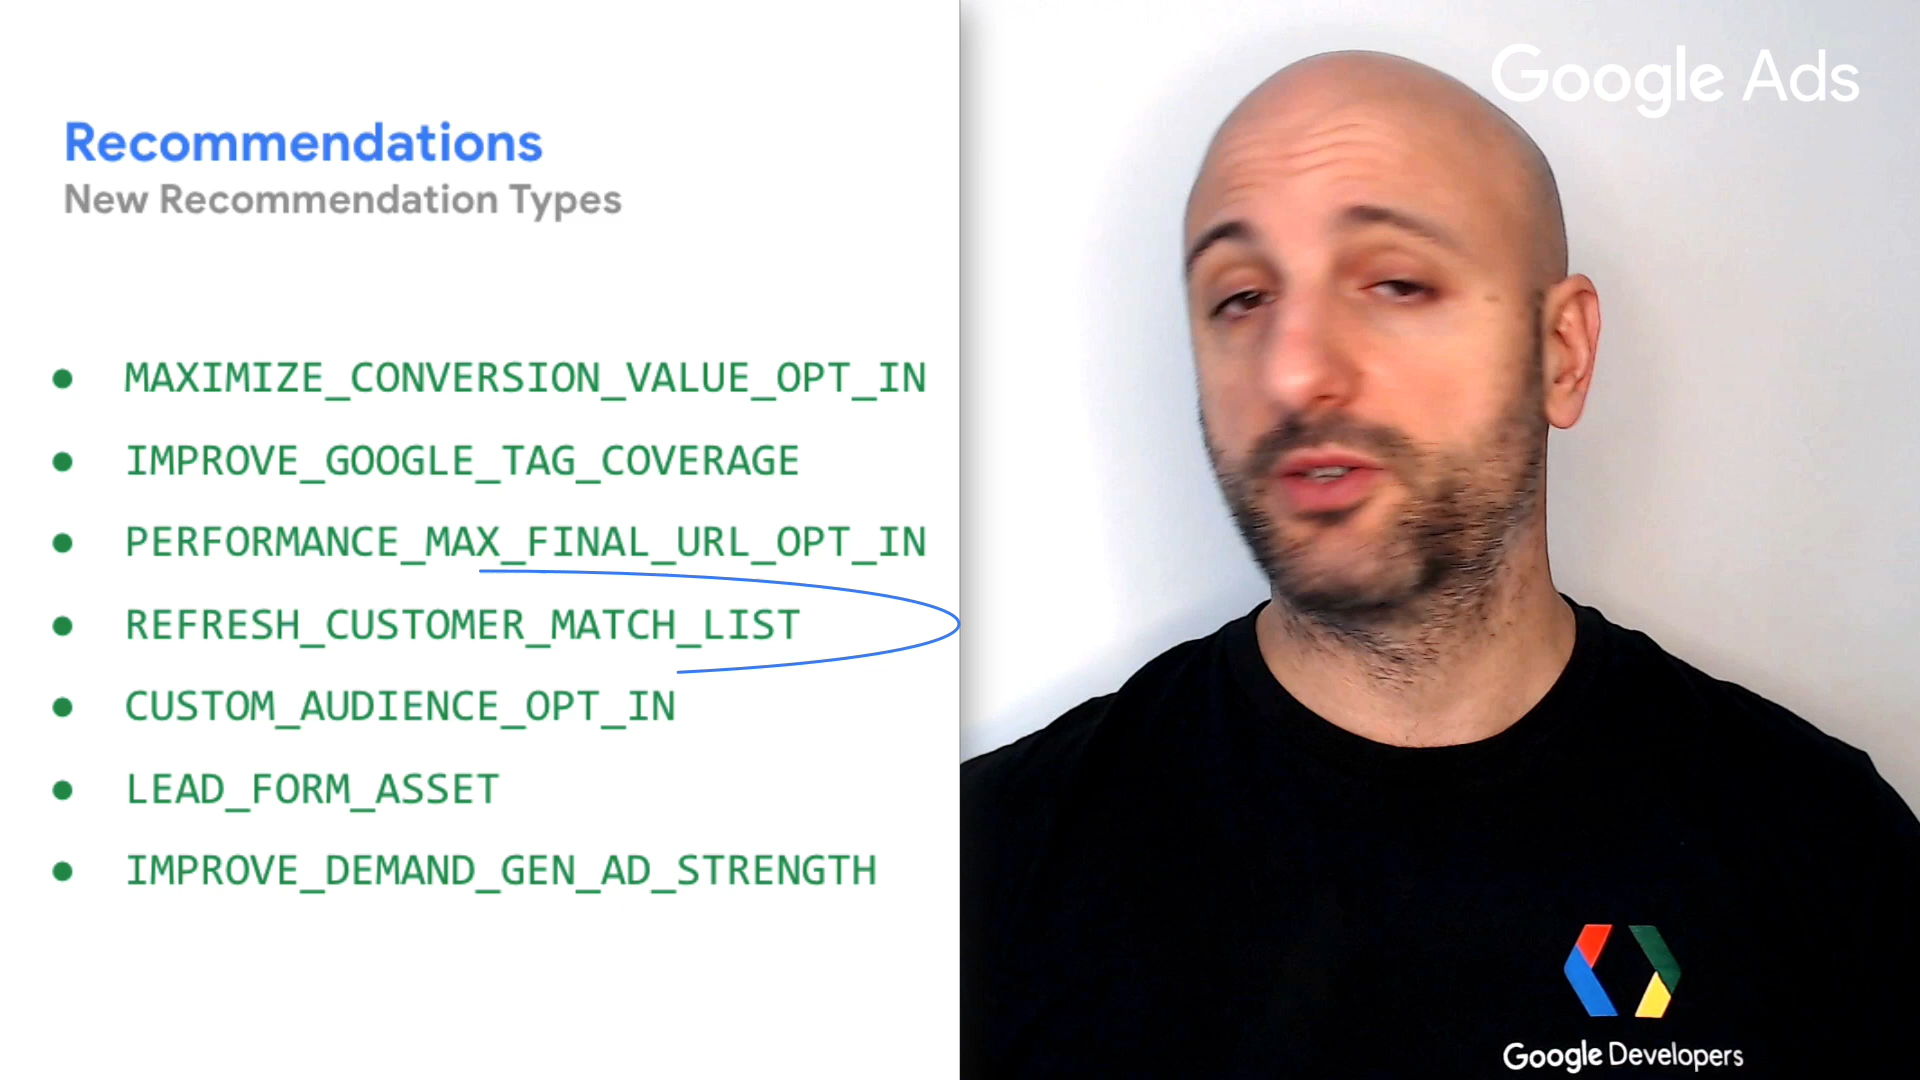 Recommendations
New Recommendation Types
● MAXIMIZE_CONVERSION_VALUE_OPT_IN
● IMPROVE_GOOGLE_TAG_COVERAGE
● PERFORMANCE_MAX_FINAL_URL_OPT_IN
● REFRESH_CUSTOMER_MATCH_LIST
● CUSTOM_AUDIENCE_OPT_IN
● LEAD_FORM_ASSET
● IMPROVE_DEMAND_GEN_AD_STRENGTH
Google Ads
Google Developers